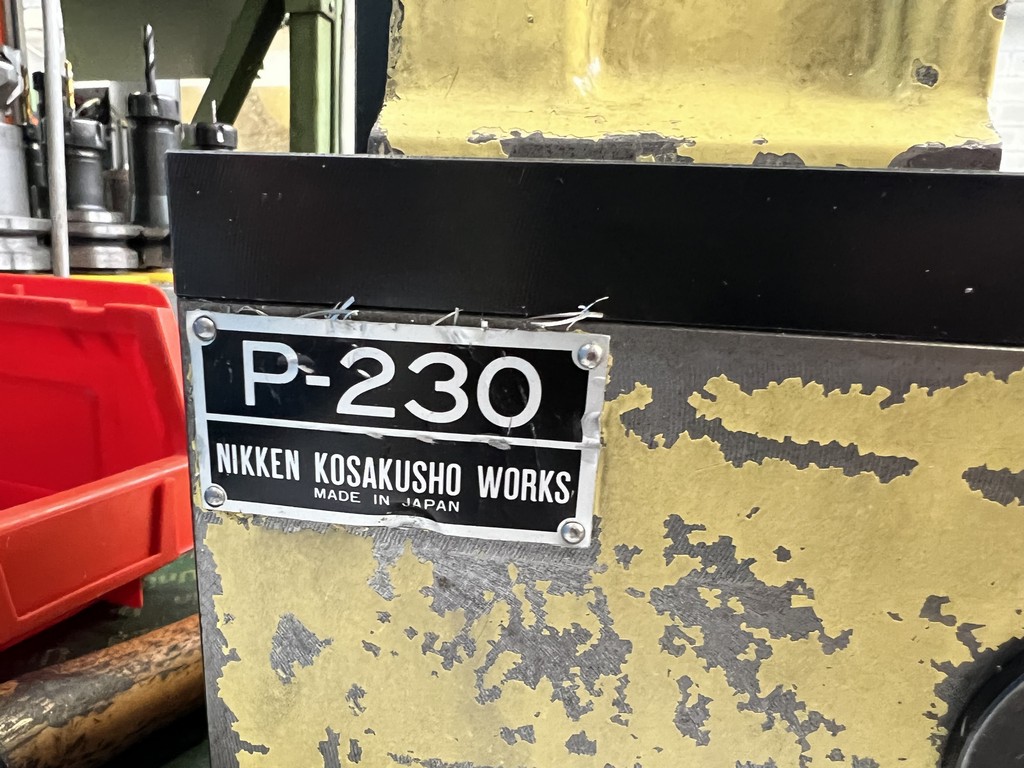 P-230
NIKKEN KOSAKUSHO WORKS
MADE IN JAPAN